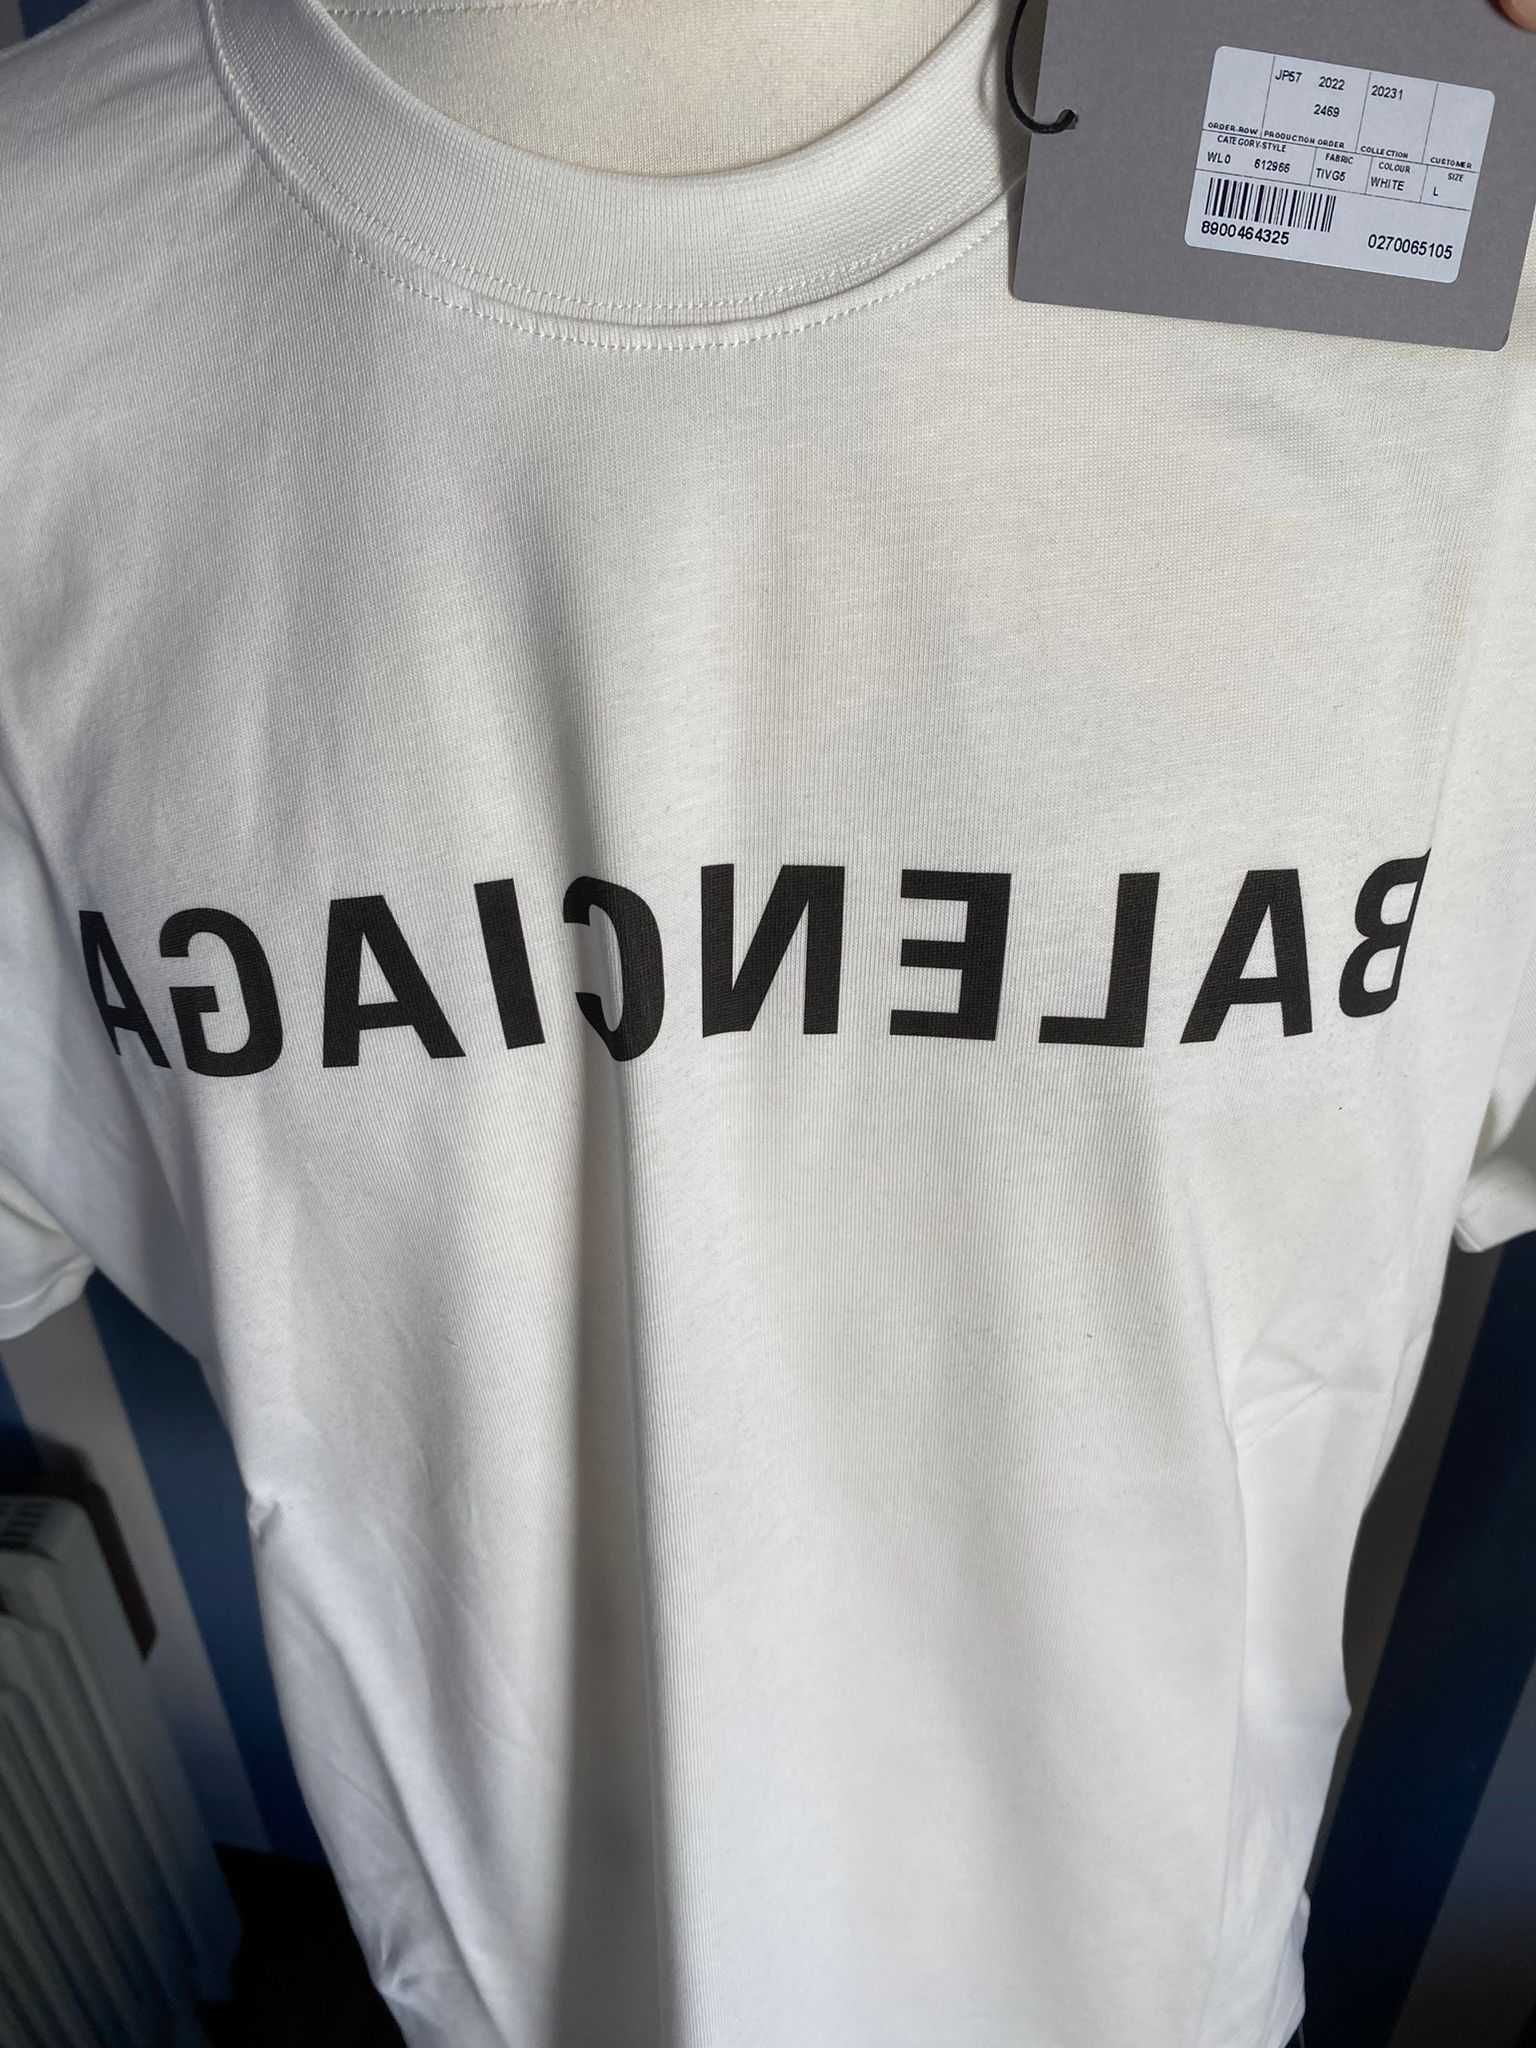 JP57 2022 20231
2469
ORDER-ROW PRODUCTION ORDER COLLECTION CUSTOMER
CATEGORY-STYLE FABRIC COLOUR SIZE
WL0 612966 TIVG5 WHITE L
8900464325 0270065105
BALENCIAGA